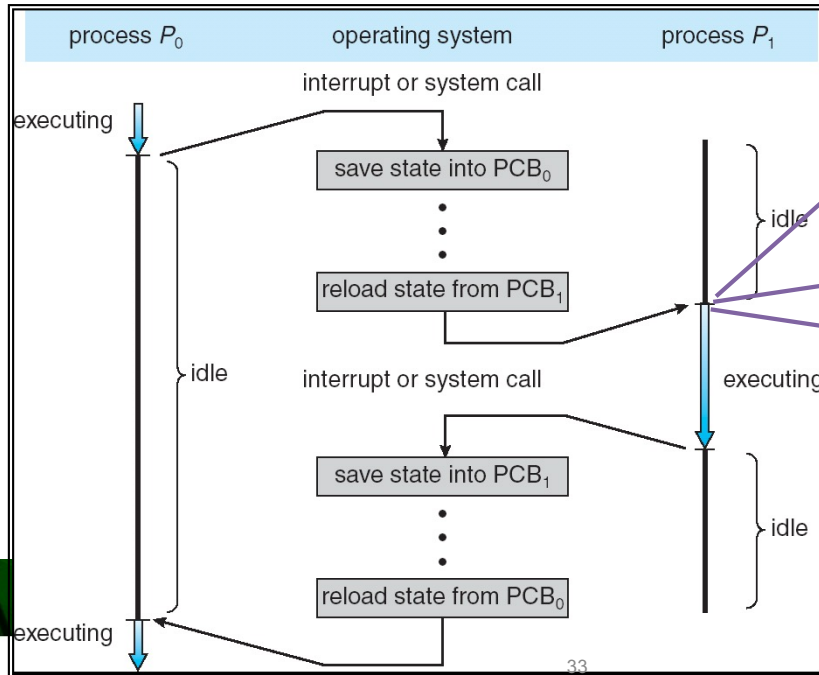 process P₀ operating system process P₁
interrupt or system call
executing
save state into PCB₀
idle
reload state from PCB₁
idle
interrupt or system call
executing
save state into PCB₁
idle
reload state from PCB₀
executing
33